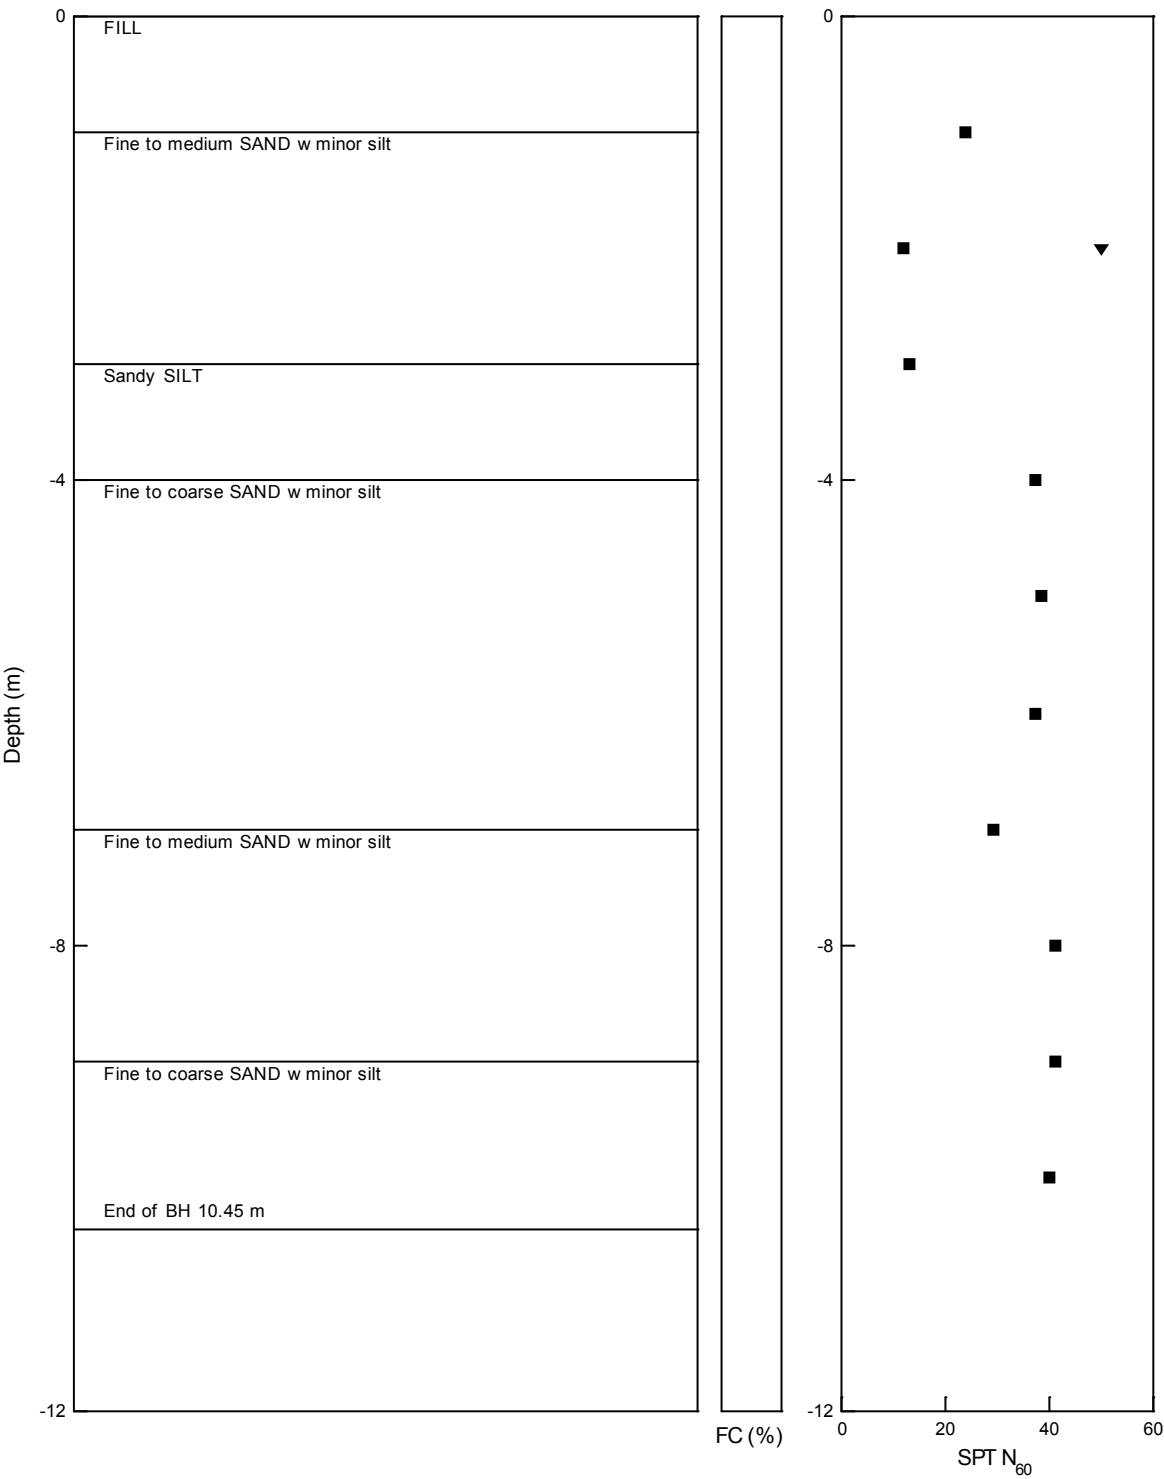 0
FILL
Fine to medium SAND w minor silt
Sandy SILT
-4
Fine to coarse SAND w minor silt
Depth (m)
Fine to medium SAND w minor silt
-8
Fine to coarse SAND w minor silt
End of BH 10.45 m
-12
FC (%)
0
-4
-8
-12
0 20 40 60
SPT N60